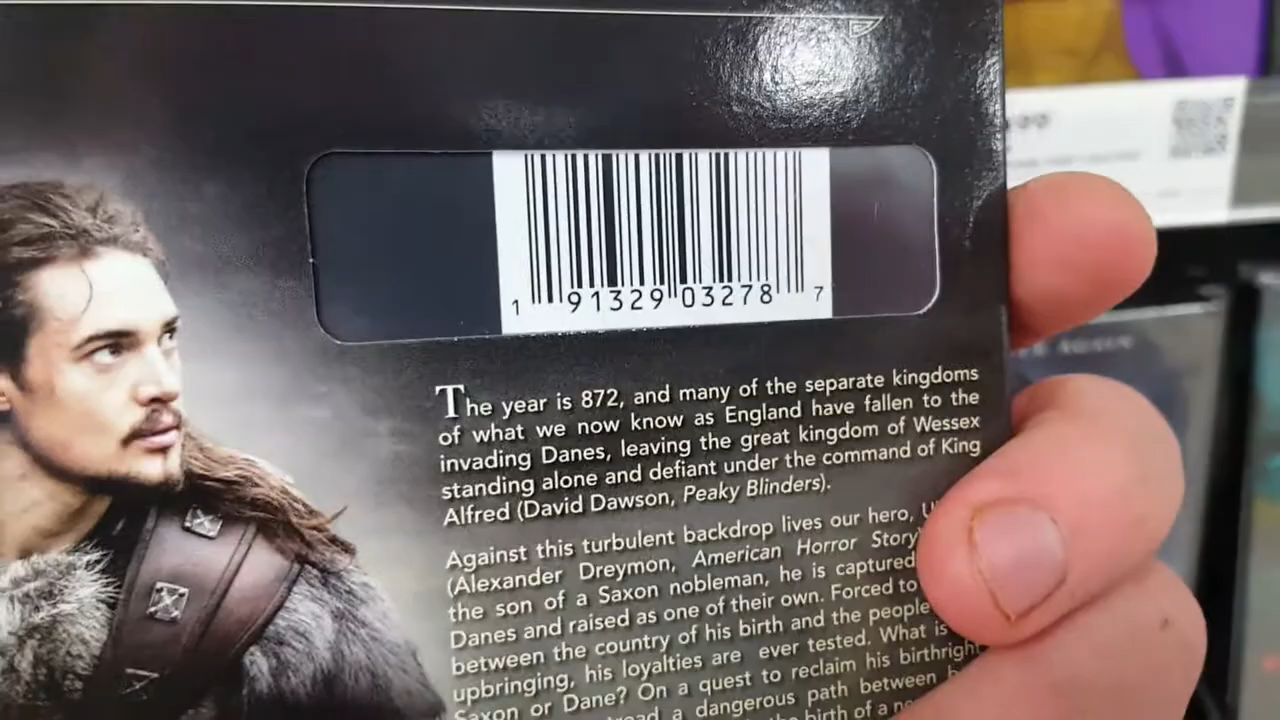 1 91329 03278 7
The year is 872, and many of the separate kingdoms
of what we now know as England have fallen to the
invading Danes, leaving the great kingdom of Wessex
standing alone and defiant under the command of King
Alfred (David Dawson, Peaky Blinders).
Against this turbulent backdrop lives our hero,
(Alexander Dreymon, American Horror Story
the son of a Saxon nobleman, he is captured
Danes and raised as one of their own. Forced to
between the country of his birth and the people
upbringing, his loyalties are ever tested. What is
Saxon or Dane? On a quest to reclaim his birthright
a dangerous path between
birth of a
AGAIN